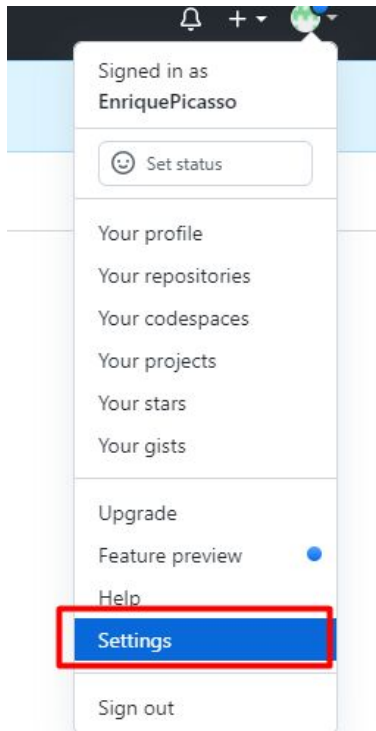 Signed in as
EnriquePicasso
Set status
Your profile
Your repositories
Your codespaces
Your projects
Your stars
Your gists
Upgrade
Feature preview
Help
Settings
Sign out